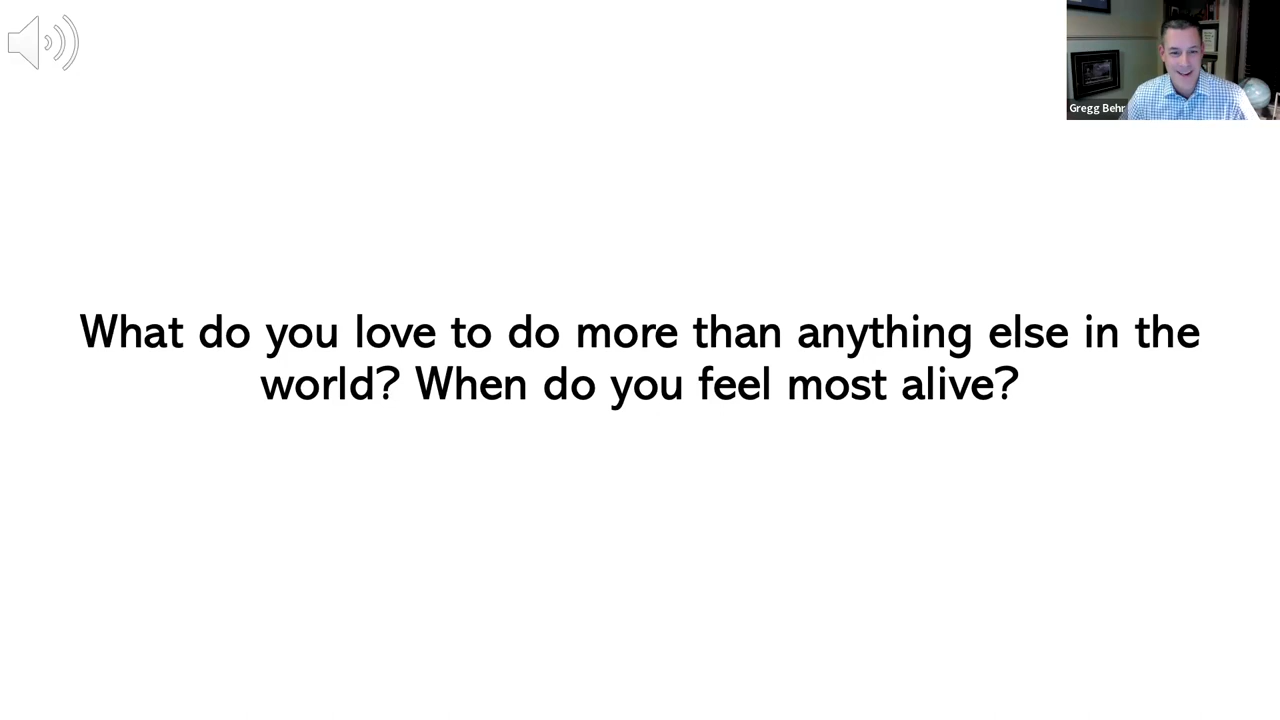 Gregg Behr
What do you love to do more than anything else in the
world? When do you feel most alive?